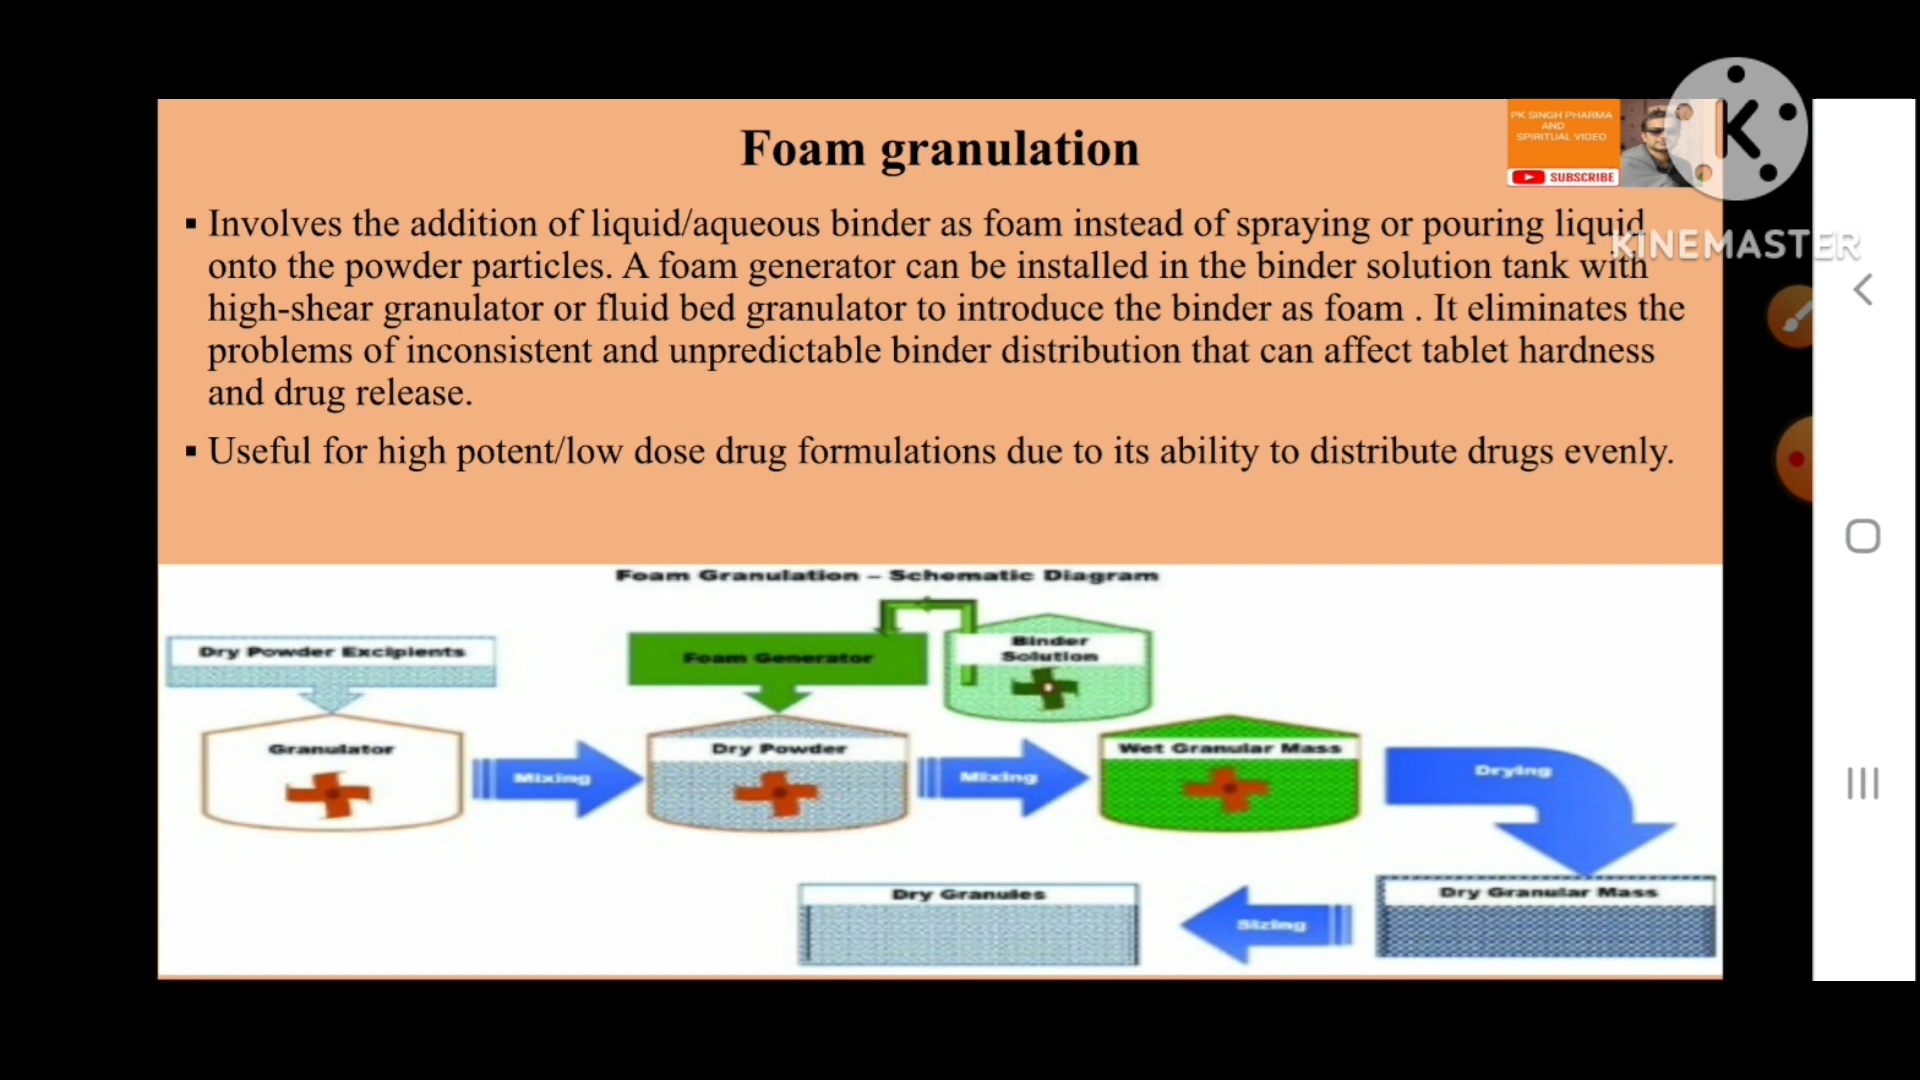 Foam granulation
PK SINGH PHARMA
AND
SPIRITUAL VIDEO
SUBSCRIBE
K
KINEMASTER
▪ Involves the addition of liquid/aqueous binder as foam instead of spraying or pouring liquid
onto the powder particles. A foam generator can be installed in the binder solution tank with
high-shear granulator or fluid bed granulator to introduce the binder as foam . It eliminates the
problems of inconsistent and unpredictable binder distribution that can affect tablet hardness
and drug release.
▪ Useful for high potent/low dose drug formulations due to its ability to distribute drugs evenly.
Foam Granulation – Schematic Diagram
Dry Powder Excipients
Foam Generator
Binder
Solution
Granulator
Mixing
Dry Powder
Mixing
Wet Granular Mass
Drying
Dry Granules
Sizing
Dry Granular Mass